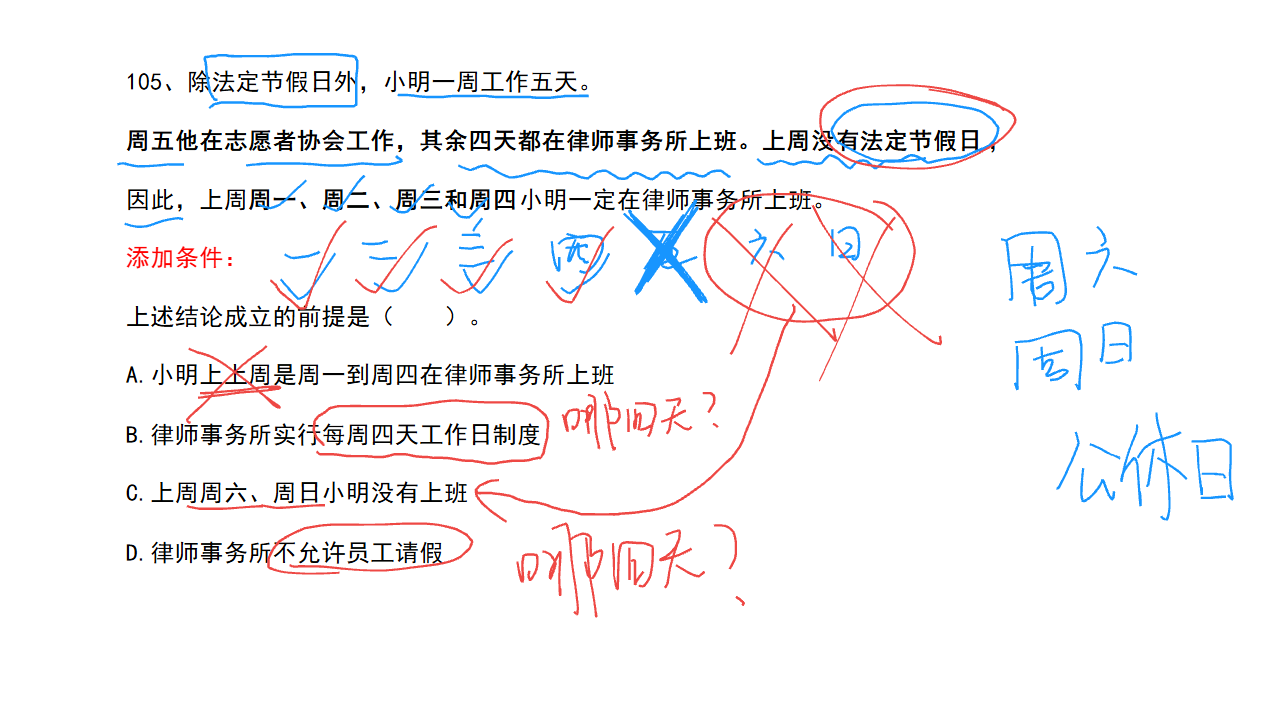 105、除法定节假日外，小明一周工作五天。
周五他在志愿者协会工作，其余四天都在律师事务所上班。上周没有法定节假日，
因此，上周周一、周二、周三和周四小明一定在律师事务所上班。
添加条件：
一 二 三 四 五 六 日
周六
周日
公休日
上述结论成立的前提是（　　）。
A.小明上上周是周一到周四在律师事务所上班
B.律师事务所实行每周四天工作日制度 哪四天？
C.上周周六、周日小明没有上班
D.律师事务所不允许员工请假 哪四天？